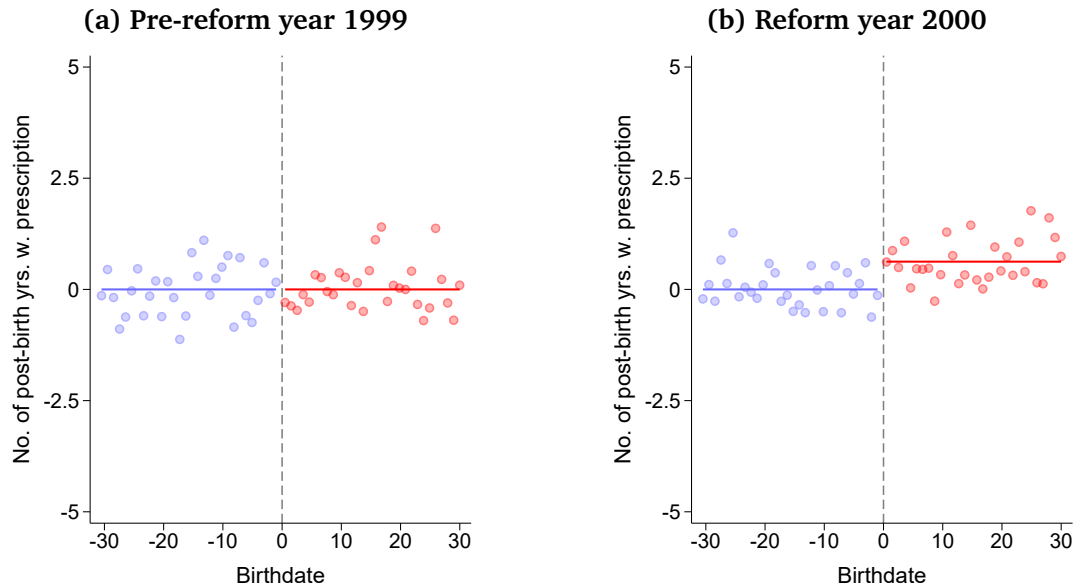 (a) Pre-reform year 1999
No. of post-birth yrs. w. prescription
5
2.5
0
-2.5
-5
-30 -20 -10 0 10 20 30
Birthdate
(b) Reform year 2000
No. of post-birth yrs. w. prescription
5
2.5
0
-2.5
-5
-30 -20 -10 0 10 20 30
Birthdate